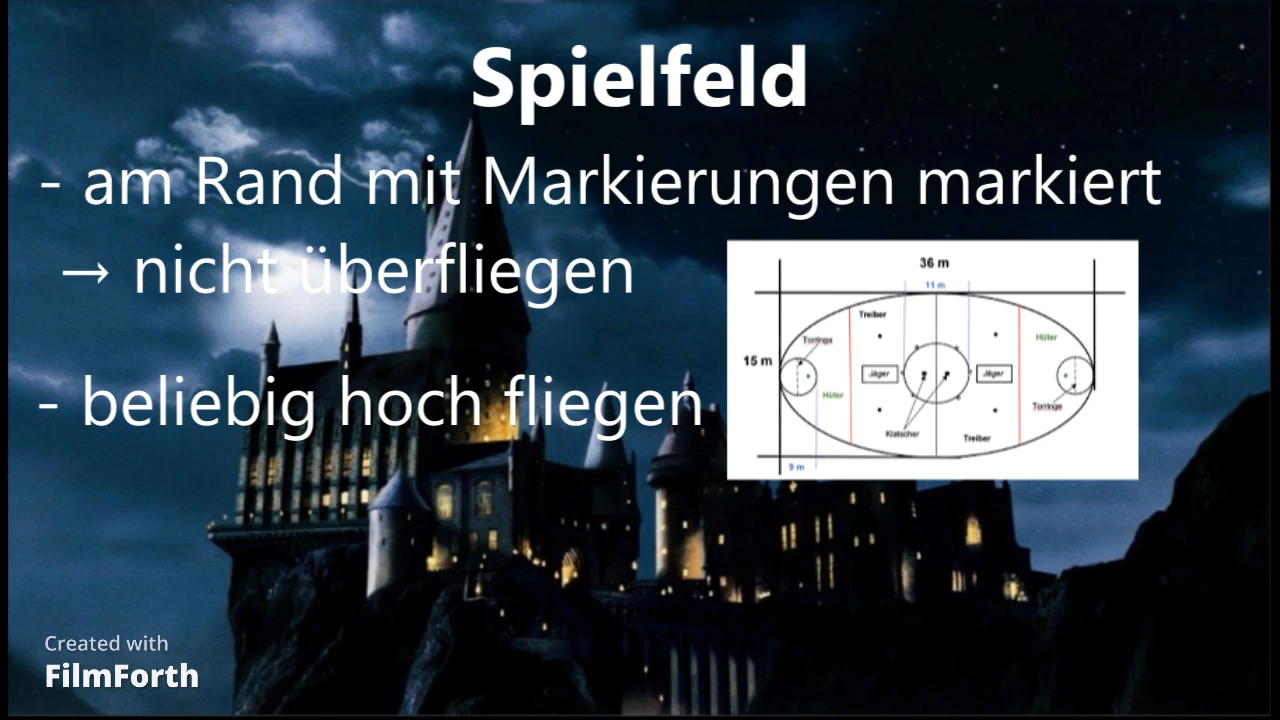 Spielfeld
- am Rand mit Markierungen markiert
→ nicht überfliegen
- beliebig hoch fliegen
36 m
11 m
Treiber
Torringe
Hüter
15 m
Jäger
Jäger
Hüter
Torringe
Klatscher
Treiber
9 m
Created with
FilmForth